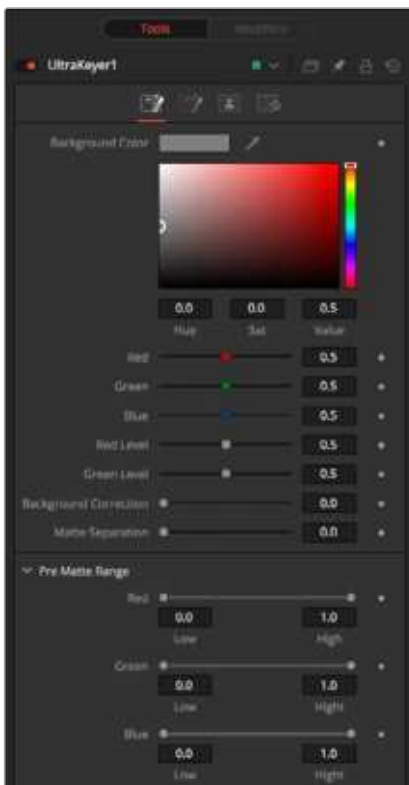 Tools Modifiers
UltraKeyer1
Background Color
0.0 0.0 0.5
Hue Sat Value
Red 0.5
Green 0.5
Blue 0.5
Red Level 0.5
Green Level 0.5
Background Correction 0.0
Matte Separation 0.0
Pre Matte Range
Red
0.0 1.0
Low High
Green
0.0 1.0
Low Hight
Blue
0.0 1.0
Low Hight